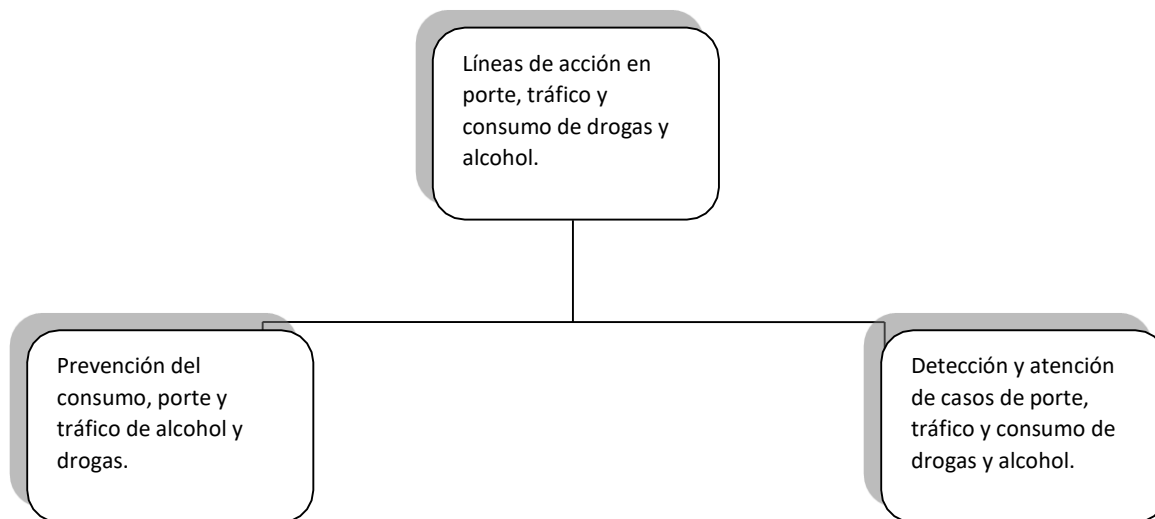 Líneas de acción en
porte, tráfico y
consumo de drogas y
alcohol.
Prevención del
consumo, porte y
tráfico de alcohol y
drogas.
Detección y atención
de casos de porte,
tráfico y consumo de
drogas y alcohol.